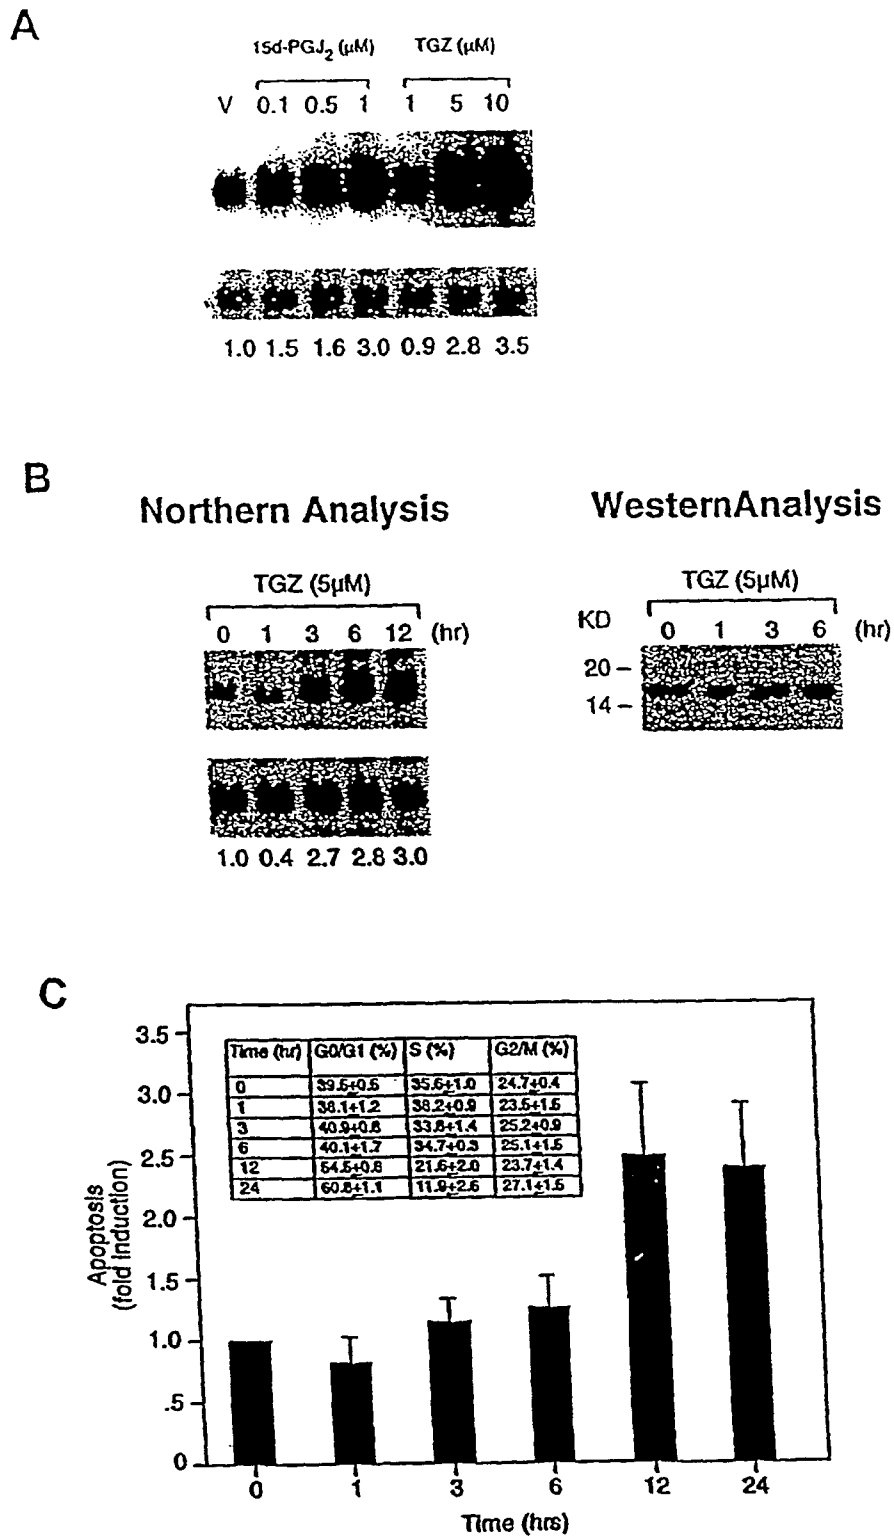 A
15d-PGJ2 (µM) TGZ (µM)
V 0.1 0.5 1 1 5 10
1.0 1.5 1.6 3.0 0.9 2.8 3.5
B
Northern Analysis WesternAnalysis
TGZ (5µM) TGZ (5µM)
0 1 3 6 12 (hr) KD 0 1 3 6 (hr)
20
14
1.0 0.4 2.7 2.8 3.0
C
Apoptosis
(fold induction)
3.5
3.0
2.5
2.0
1.5
1.0
.5
0
Time (hr) G0/G1 (%) S (%) G2/M (%)
0 39.5±0.5 35.6±1.0 24.7±0.4
1 38.1±1.2 38.2±0.9 23.5±1.5
3 40.9±0.8 33.8±1.4 25.2±0.9
6 40.1±1.7 34.7±0.3 25.1±1.5
12 54.5±0.8 21.6±2.0 23.7±1.4
24 60.8±1.1 11.9±2.6 27.1±1.5
0 1 3 6 12 24
Time (hrs)